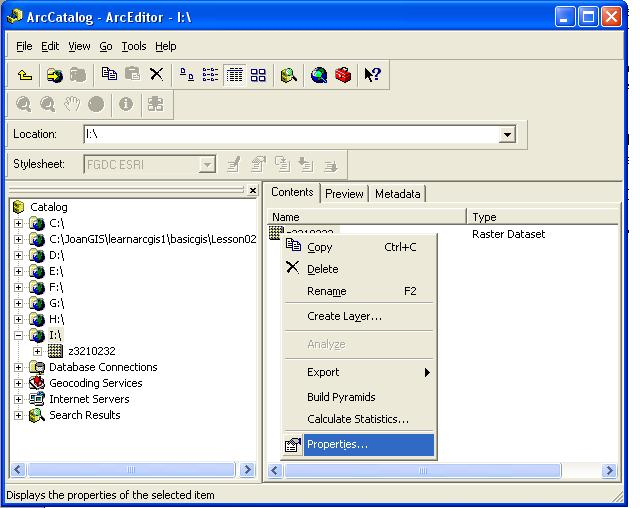 ArcCatalog - ArcEditor - I:\
File Edit View Go Tools Help
Location: I:\
Stylesheet: FGDC ESRI
Catalog
C:\
C:\JoanGIS\learnarcgis1\basicgis\Lesson02
D:\
E:\
F:\
G:\
H:\
I:\
z3210232
Database Connections
Geocoding Services
Internet Servers
Search Results
Contents Preview Metadata
Name Type
z3210232 Raster Dataset
Copy Ctrl+C
Delete
Rename F2
Create Layer...
Analyze
Export
Build Pyramids
Calculate Statistics...
Properties...
Displays the properties of the selected item